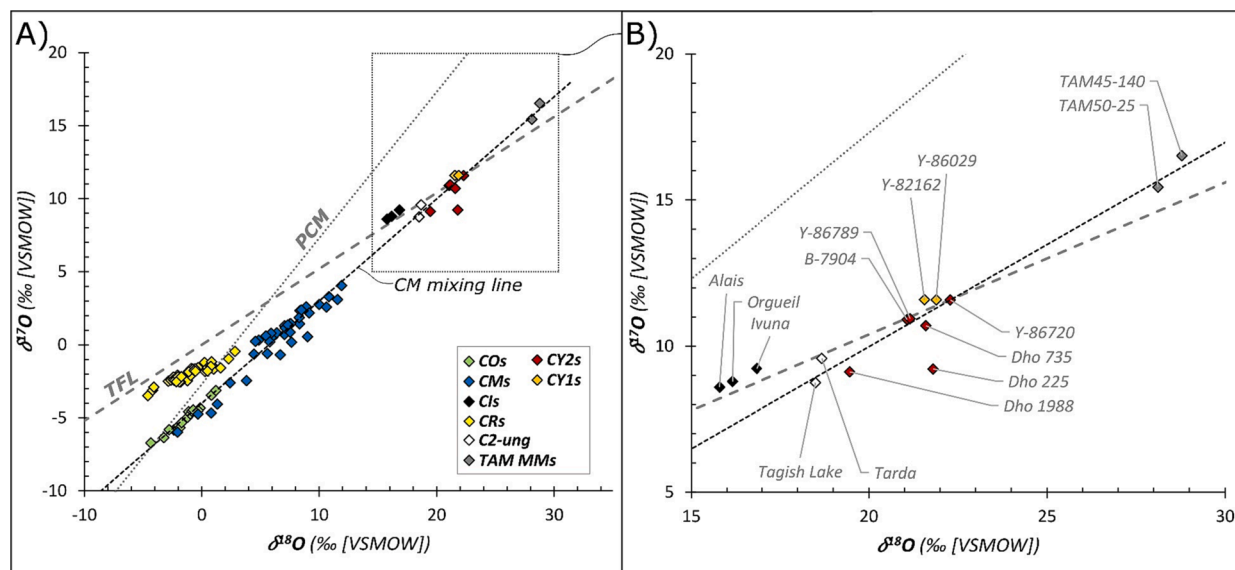 A)
20
15
10
5
0
-5
-10
-10
0
10
20
30
δ¹⁷O (‰ [VSMOW])
δ¹⁸O (‰ [VSMOW])
PCM
TFL
CM mixing line
COs
CMs
CIs
CRs
C2-ung
TAM MMs
CY2s
CY1s
B)
20
15
10
5
15
20
25
30
δ¹⁷O (‰ [VSMOW])
δ¹⁸O (‰ [VSMOW])
TAM45-140
TAM50-25
Y-86029
Y-82162
Y-86789
B-7904
Alais
Orgueil
Ivuna
Y-86720
Dho 735
Dho 225
Dho 1988
Tagish Lake
Tarda